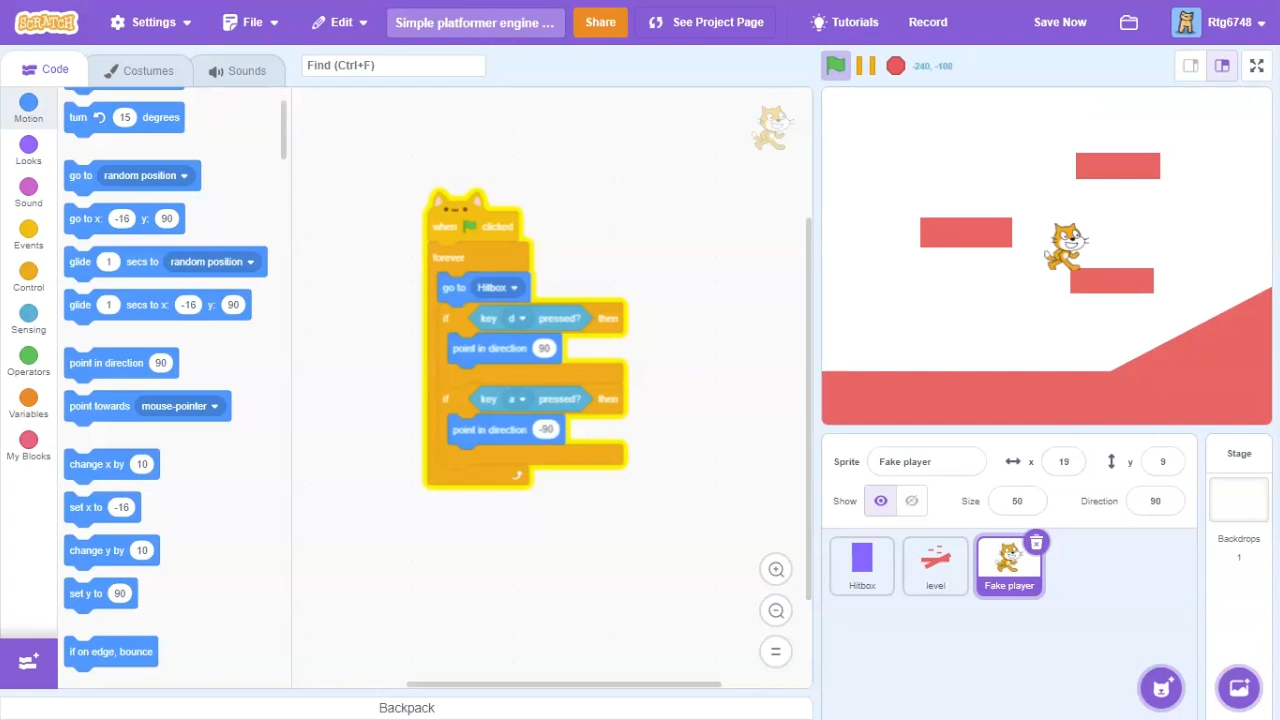 SCRATCH Settings File Edit Simple platformer engine ... Share See Project Page Tutorials Record Save Now Rtg6748
Code Costumes Sounds Find (Ctrl+F) -240, -108
Motion
Looks
Sound
Events
Control
Sensing
Operators
Variables
My Blocks
turn 15 degrees
go to random position
go to x: -16 y: 90
glide 1 secs to random position
glide 1 secs to x: -16 y: 90
point in direction 90
point towards mouse-pointer
change x by 10
set x to -16
change y by 10
set y to 90
if on edge, bounce
when clicked
forever
go to Hitbox
if key d pressed? then
point in direction 90
if key a pressed? then
point in direction -90
Sprite Fake player x 19 y 9
Show Size 50 Direction 90
Hitbox level Fake player
Stage
Backdrops
1
Backpack